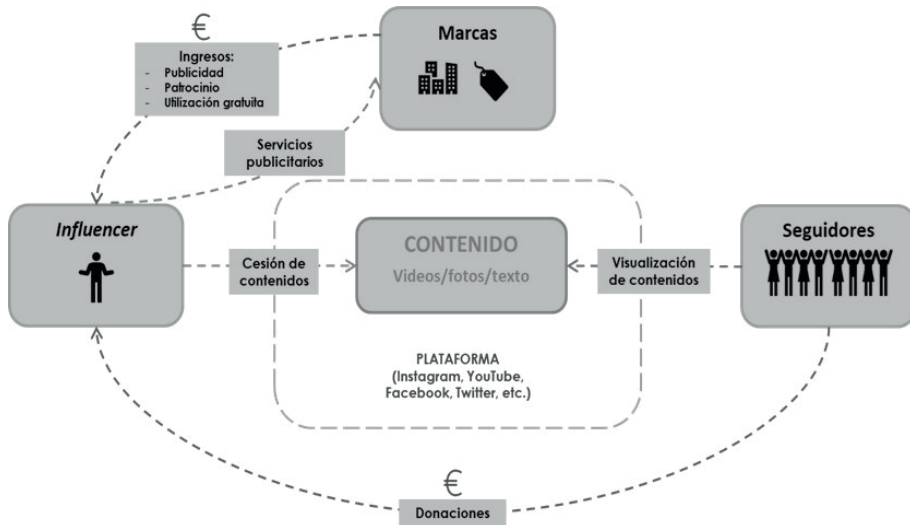 €
Ingresos:
- Publicidad
- Patrocinio
- Utilización gratuita
Marcas
Servicios
publicitarios
Influencer
Cesión de
contenidos
CONTENIDO
Videos/fotos/texto
Visualización
de contenidos
Seguidores
PLATAFORMA
(Instagram, YouTube,
Facebook, Twitter, etc.)
€
Donaciones